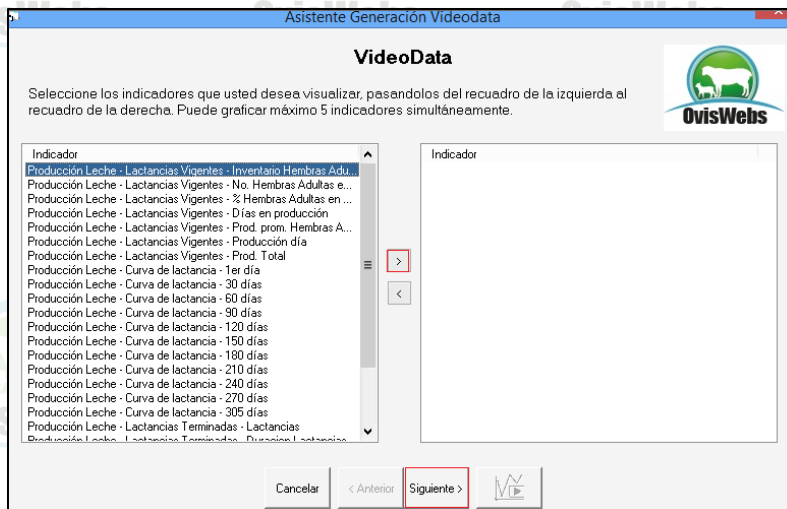 Asistente Generación Videodata
VideoData
Seleccione los indicadores que usted desea visualizar, pasandolos del recuadro de la izquierda al
recuadro de la derecha. Puede graficar máximo 5 indicadores simultáneamente.
OvisWebs
Indicador
Producción Leche - Lactancias Vigentes - Inventario Hembras Adu...
Producción Leche - Lactancias Vigentes - No. Hembras Adultas e...
Producción Leche - Lactancias Vigentes - % Hembras Adultas en ...
Producción Leche - Lactancias Vigentes - Días en producción
Producción Leche - Lactancias Vigentes - Prod. prom. Hembras A...
Producción Leche - Lactancias Vigentes - Producción día
Producción Leche - Lactancias Vigentes - Prod. Total
Producción Leche - Curva de lactancia - 1er día
Producción Leche - Curva de lactancia - 30 días
Producción Leche - Curva de lactancia - 60 días
Producción Leche - Curva de lactancia - 90 días
Producción Leche - Curva de lactancia - 120 días
Producción Leche - Curva de lactancia - 150 días
Producción Leche - Curva de lactancia - 180 días
Producción Leche - Curva de lactancia - 210 días
Producción Leche - Curva de lactancia - 240 días
Producción Leche - Curva de lactancia - 270 días
Producción Leche - Curva de lactancia - 305 días
Producción Leche - Lactancias Terminadas - Lactancias
Producción Leche - Lactancias Terminadas - Duracion Lactancias
>
<
Indicador
Cancelar
< Anterior
Siguiente >